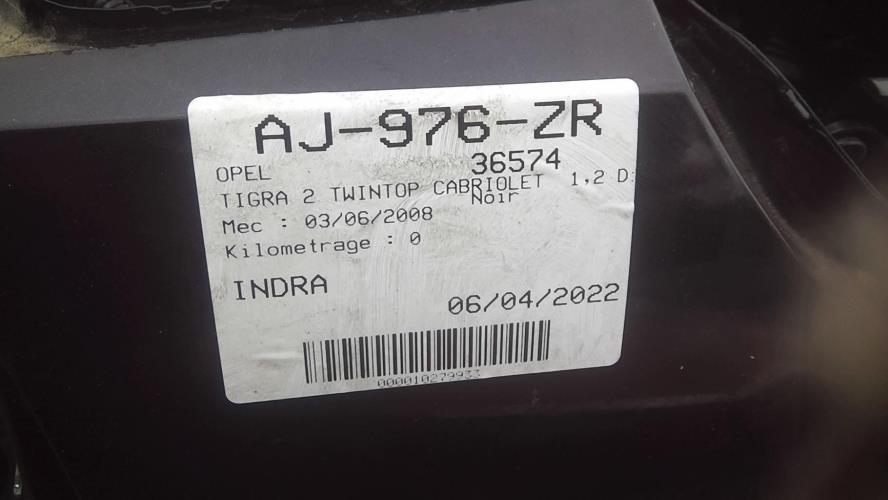 AJ-976-ZR
OPEL 36574
TIGRA 2 TWINTOP CABRIOLET 1,2 D:
Noir
Mec : 03/06/2008
Kilometrage : 0
INDRA
06/04/2022
000010279933